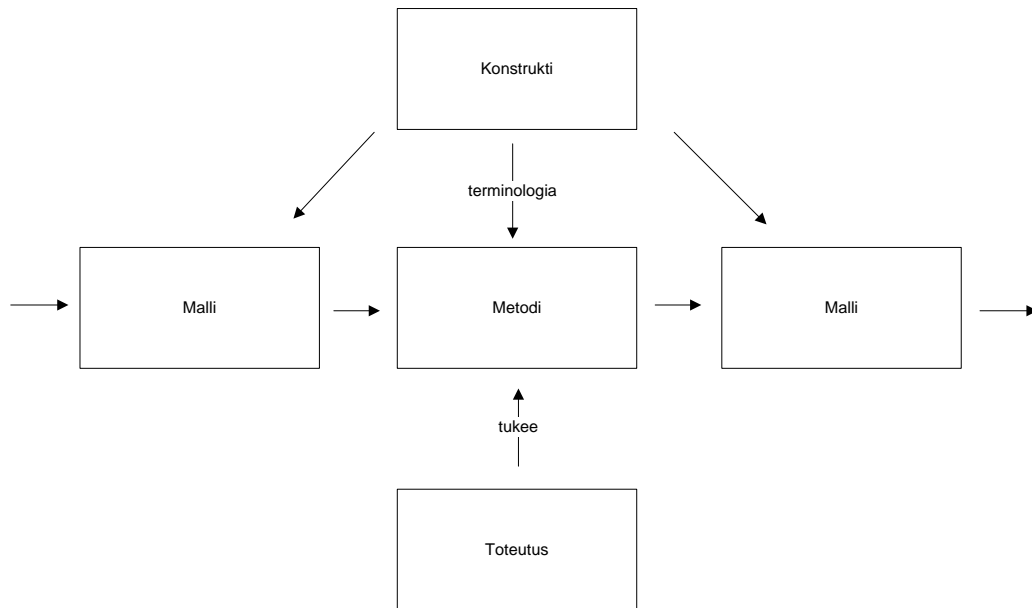 Konstrukti
terminologia
Malli
Metodi
Malli
tukee
Toteutus